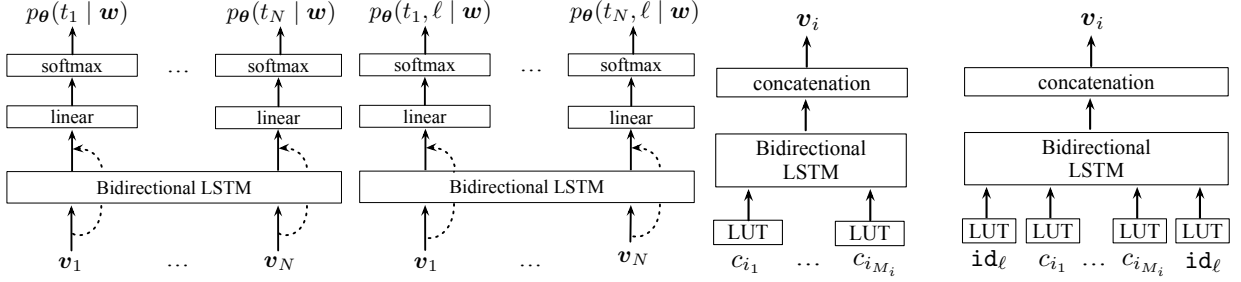 p_θ(t_1 | w) p_θ(t_N | w) p_θ(t_1, ℓ | w) p_θ(t_N, ℓ | w) v_i v_i
softmax ... softmax softmax ... softmax concatenation concatenation
linear linear linear linear
Bidirectional LSTM Bidirectional LSTM Bidirectional LSTM Bidirectional LSTM
LUT LUT LUT LUT LUT LUT
v_1 ... v_N v_1 ... v_N c_{i_1} ... c_{i_{M_i}} id_ℓ c_{i_1} ... c_{i_{M_i}} id_ℓ